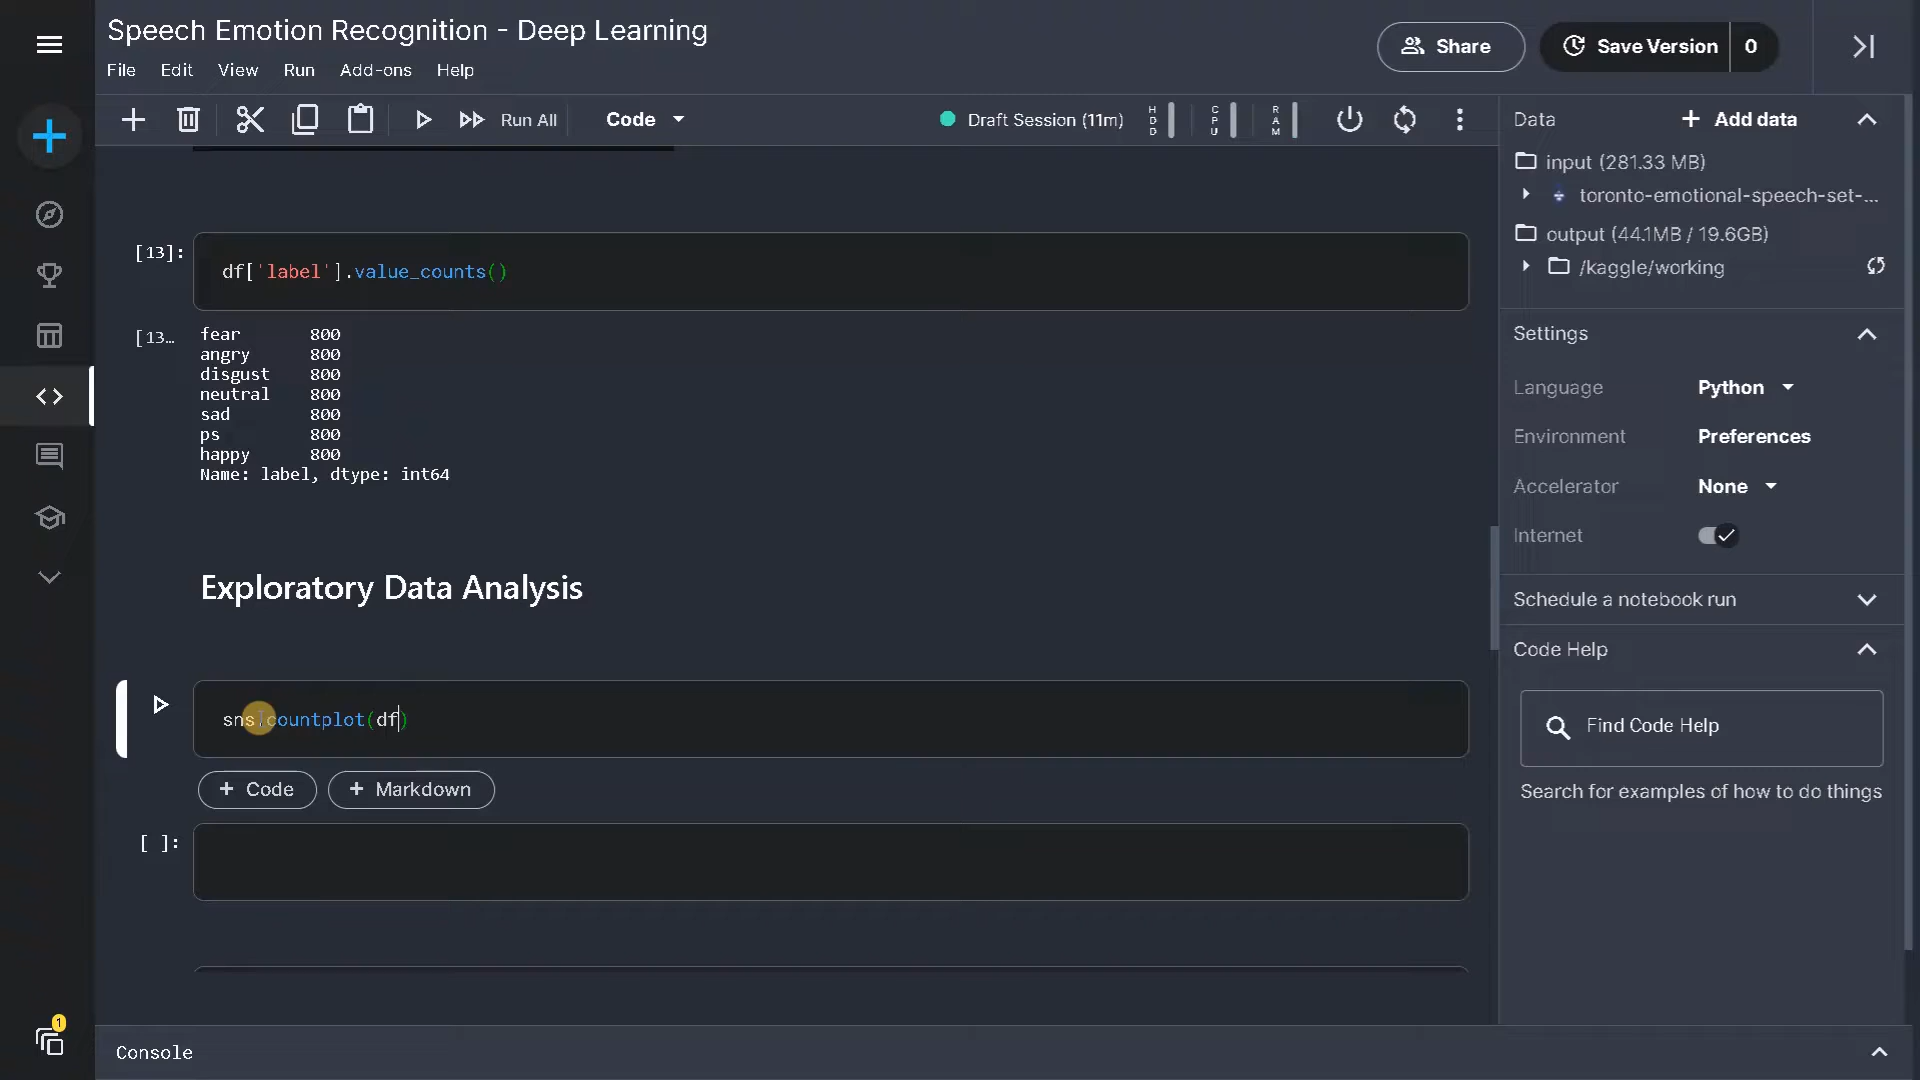 Speech Emotion Recognition - Deep Learning
File Edit View Run Add-ons Help
Share
Save Version 0
Run All
Code
Draft Session (11m)
HDD
CPU
RAM
Data
Add data
input (281.33 MB)
toronto-emotional-speech-set-...
output (44.1MB / 19.6GB)
/kaggle/working
[13]:
df['label'].value_counts()
[13...
fear 800
angry 800
disgust 800
neutral 800
sad 800
ps 800
happy 800
Name: label, dtype: int64
Exploratory Data Analysis
sns.countplot(df)
+ Code
+ Markdown
[ ]:
Settings
Language Python
Environment Preferences
Accelerator None
Internet
Schedule a notebook run
Code Help
Find Code Help
Search for examples of how to do things
1
Console